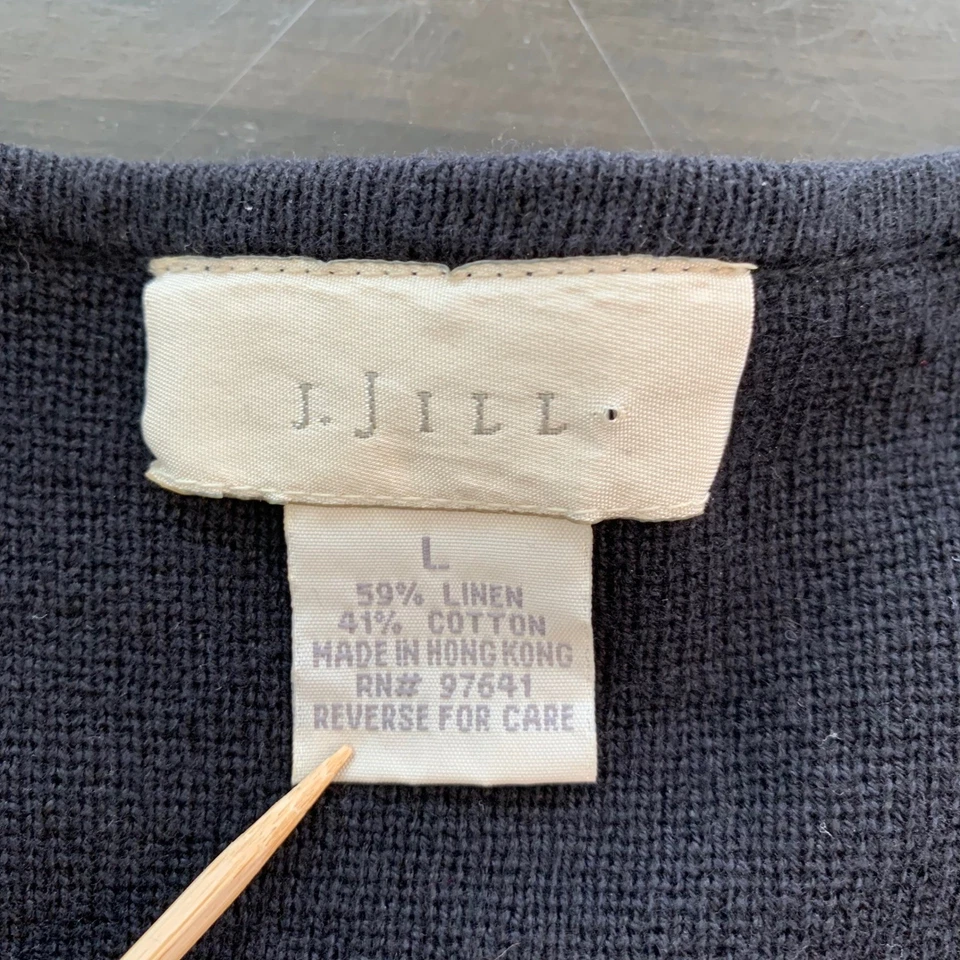 J. JILL
L
59% LINEN
41% COTTON
MADE IN HONG KONG
RN# 97641
REVERSE FOR CARE